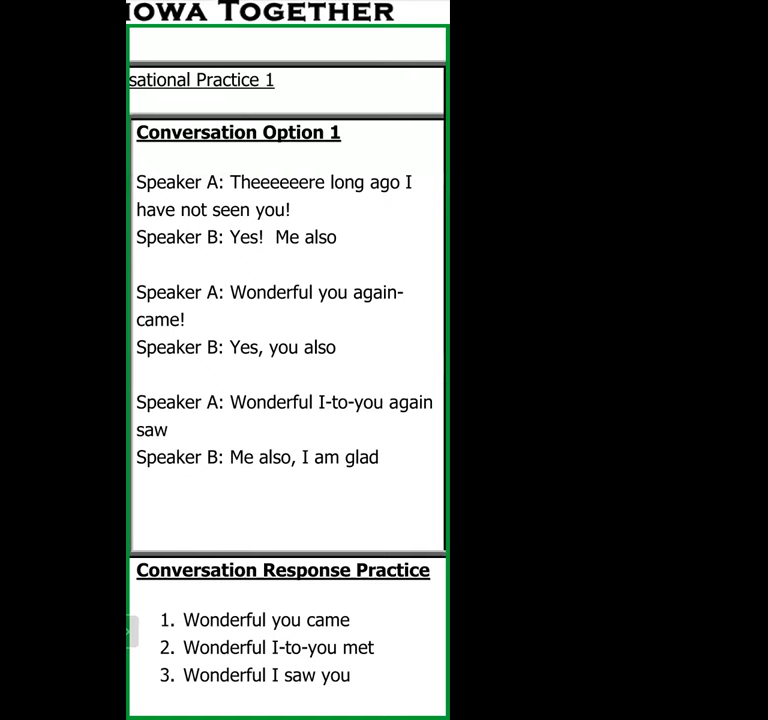 IOWA TOGETHER
sational Practice 1
Conversation Option 1
Speaker A: Theeeeeere long ago I
have not seen you!
Speaker B: Yes!  Me also
Speaker A: Wonderful you again-
came!
Speaker B: Yes, you also
Speaker A: Wonderful I-to-you again
saw
Speaker B: Me also, I am glad
Conversation Response Practice
1. Wonderful you came
2. Wonderful I-to-you met
3. Wonderful I saw you